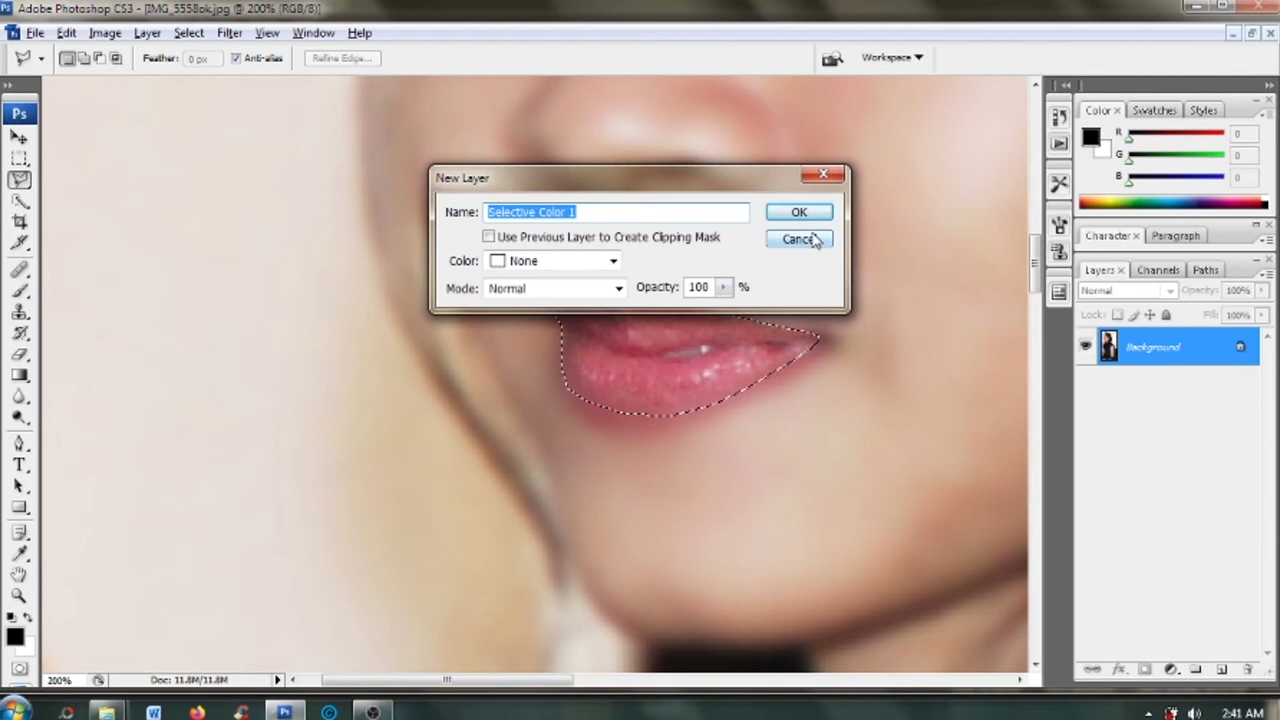 Ps Adobe Photoshop CS3 - [IMG_5558ok.jpg @ 200% (RGB/8)]
File Edit Image Layer Select Filter View Window Help
Feather: 0 px Anti-alias Refine Edge... Workspace
Ps
Color Swatches Styles
R 0
G 0
B 0
Character Paragraph
Layers Channels Paths
Normal Opacity: 100%
Lock: Fill: 100%
Background
New Layer
Name: Selective Color 1 OK
Use Previous Layer to Create Clipping Mask Cancel
Color: None
Mode: Normal Opacity: 100 %
T
200% Doc: 11.8M/11.8M
W Ps 2:41 AM